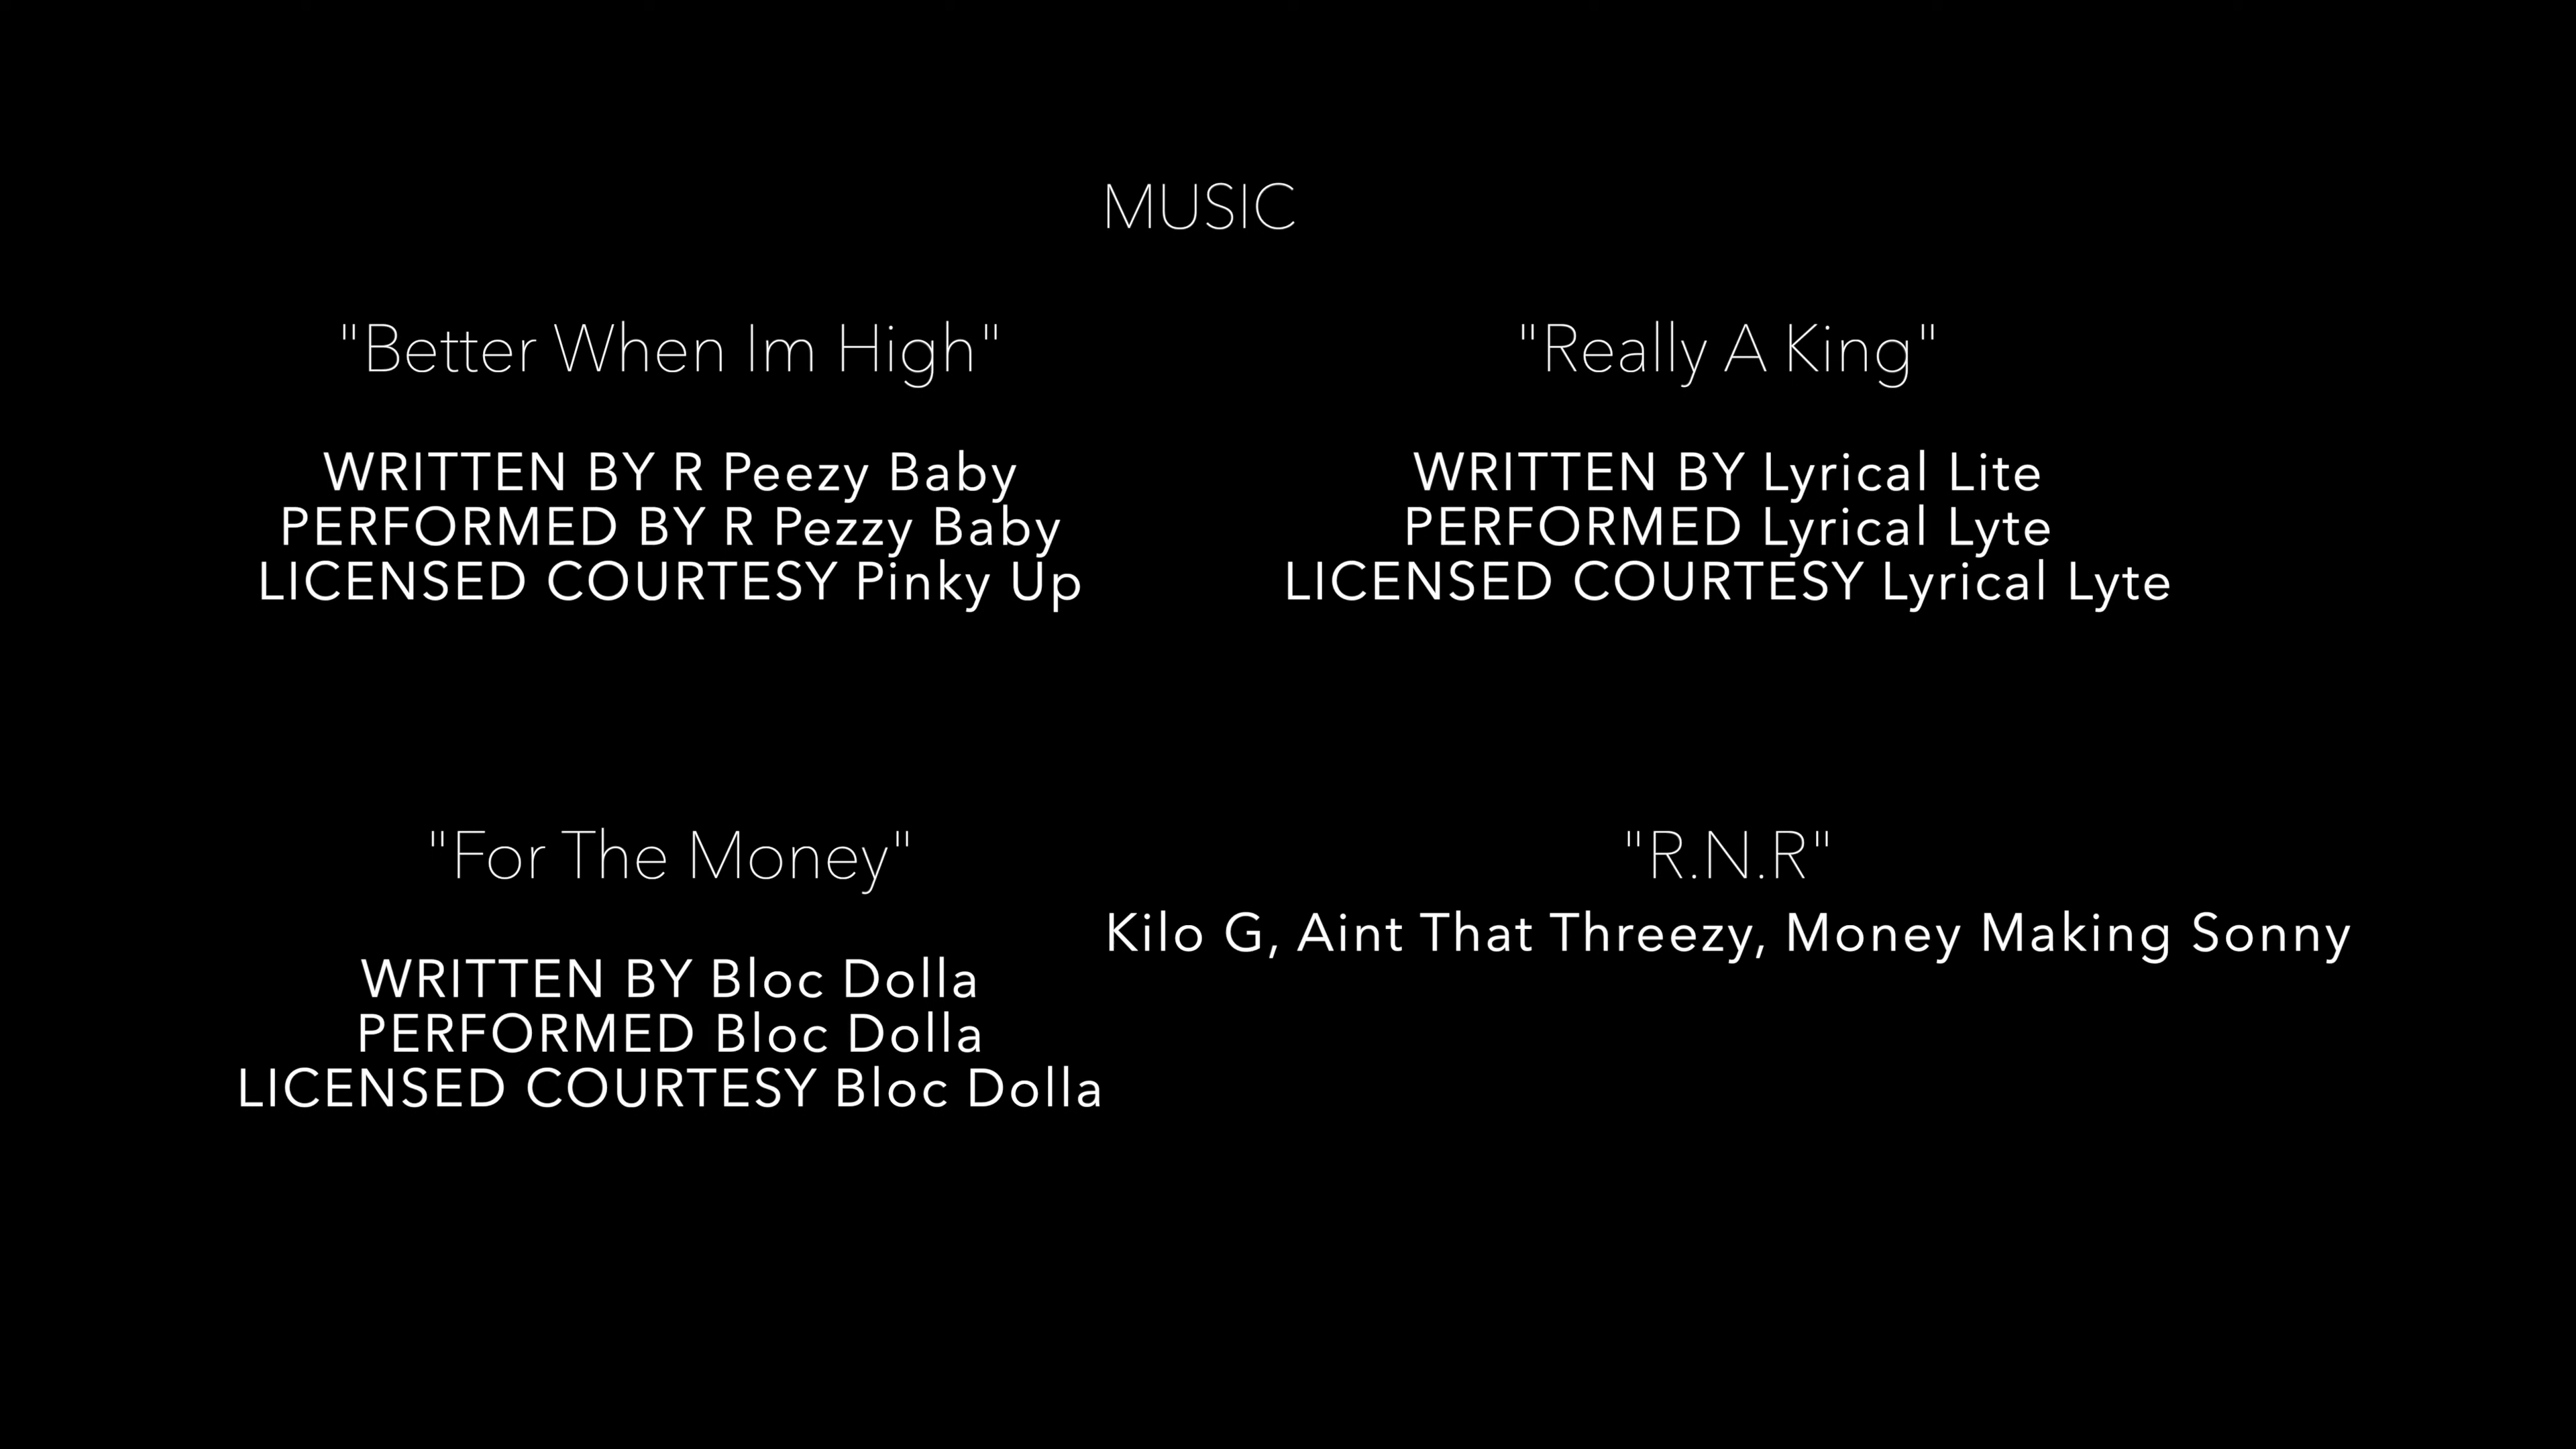 MUSIC
"Better When Im High"
WRITTEN BY R Peezy Baby
PERFORMED BY R Pezzy Baby
LICENSED COURTESY Pinky Up
"Really A King"
WRITTEN BY Lyrical Lite
PERFORMED Lyrical Lyte
LICENSED COURTESY Lyrical Lyte
"For The Money"
WRITTEN BY Bloc Dolla
PERFORMED Bloc Dolla
LICENSED COURTESY Bloc Dolla
"R.N.R"
Kilo G, Aint That Threezy, Money Making Sonny